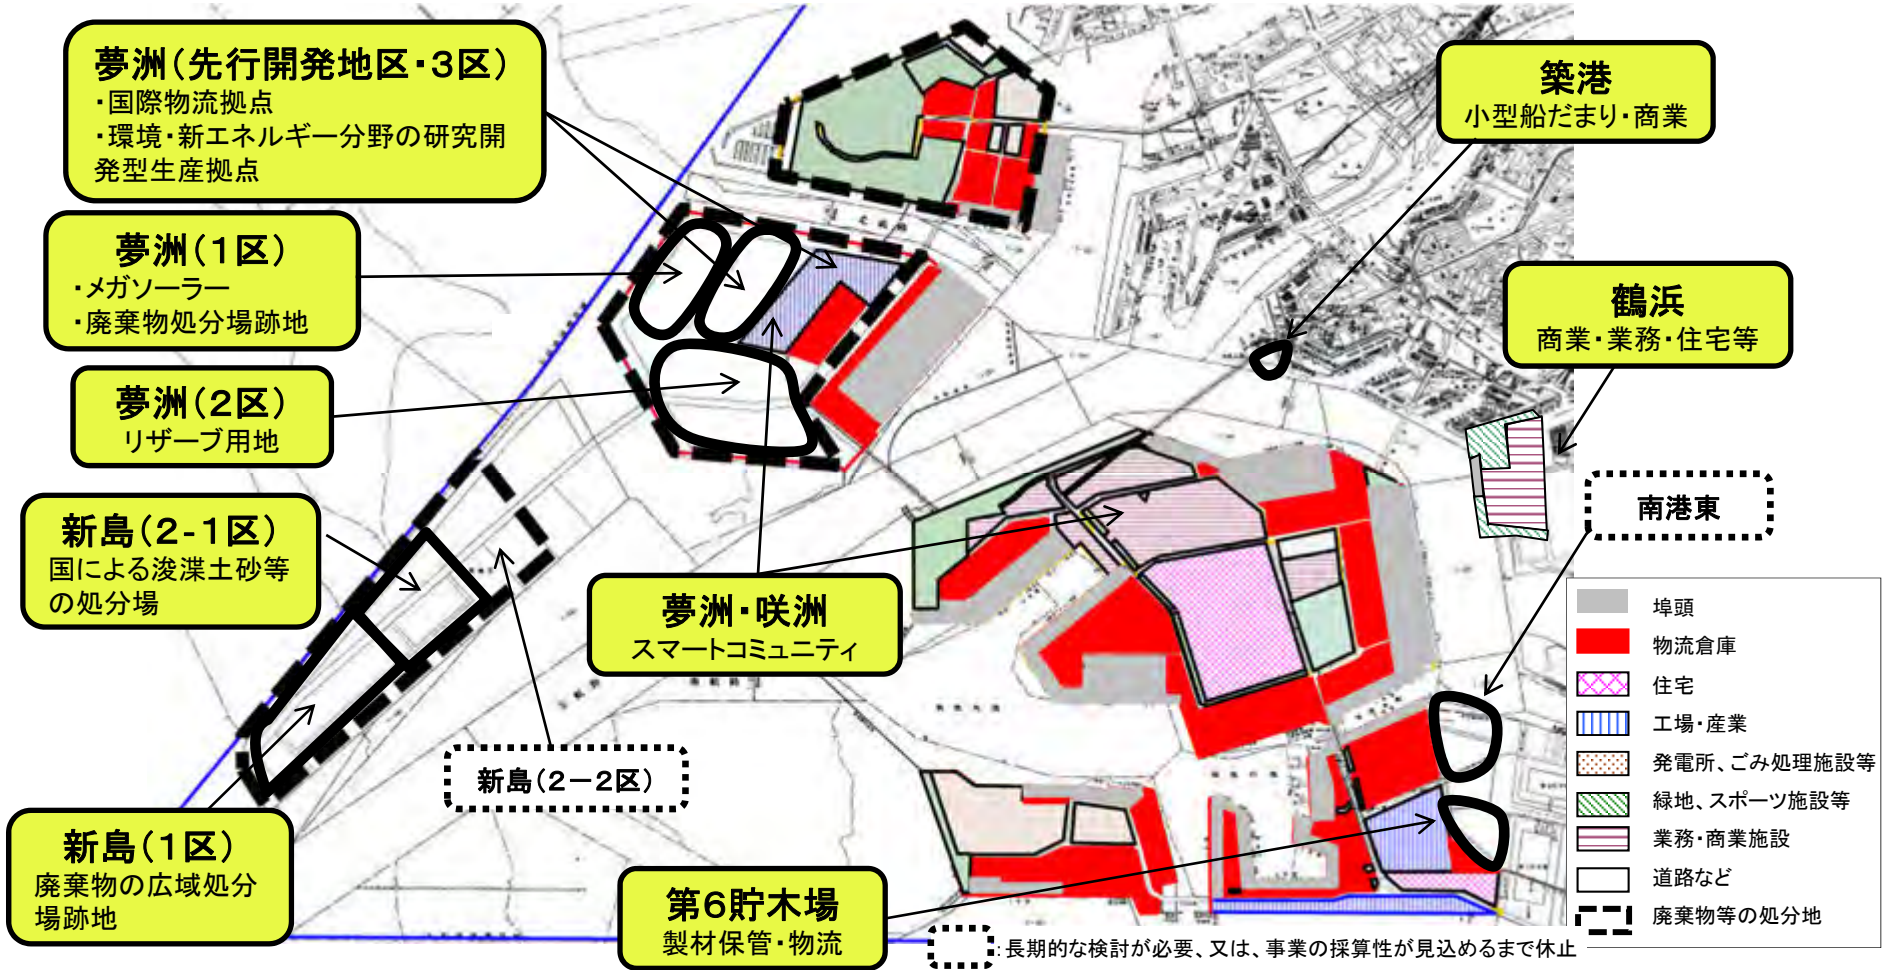 夢洲(先行開発地区・3区)
・国際物流拠点
・環境・新エネルギー分野の研究開
発型生産拠点
築港
小型船だまり・商業
夢洲(1区)
・メガソーラー
・廃棄物処分場跡地
鶴浜
商業・業務・住宅等
夢洲(2区)
リザーブ用地
南港東
新島(2-1区)
国による浚渫土砂等
の処分場
夢洲・咲洲
スマートコミュニティ
新島(2−2区)
新島(1区)
廃棄物の広域処分
場跡地
第6貯木場
製材保管・物流
埠頭
物流倉庫
住宅
工場・産業
発電所、ごみ処理施設等
緑地、スポーツ施設等
業務・商業施設
道路など
廃棄物等の処分地
:長期的な検討が必要、又は、事業の採算性が見込めるまで休止